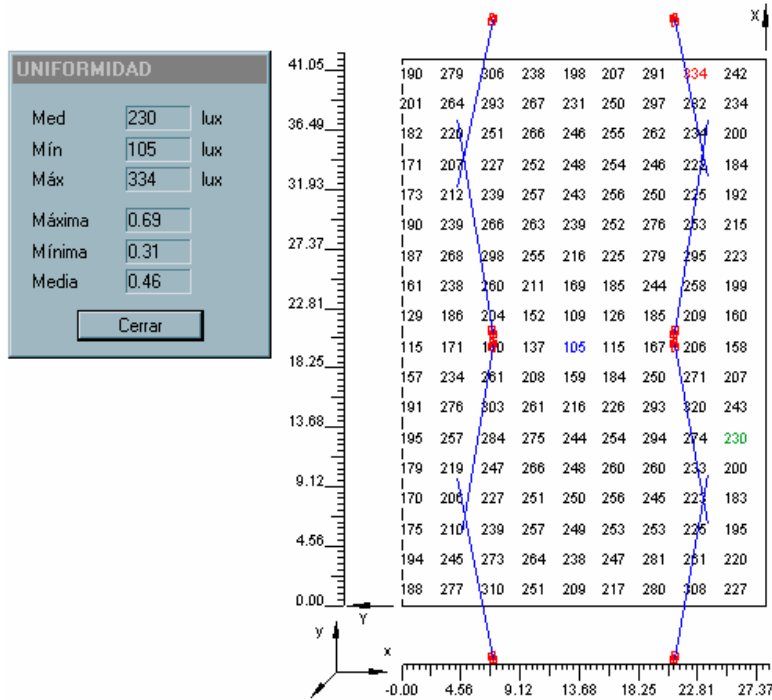 UNIFORMIDAD
Med 230 lux
Mín 105 lux
Máx 334 lux
Máxima 0.69
Mínima 0.31
Media 0.46
Cerrar
X
41.05
36.49
31.93
27.37
22.81
18.25
13.68
9.12
4.56
0.00
190 279 306 238 198 207 291 334 242
201 264 293 267 231 250 297 282 234
182 220 251 266 246 255 262 234 200
171 207 227 252 248 254 246 222 184
173 212 239 257 243 256 250 225 192
190 239 266 263 239 252 276 253 215
187 268 298 255 216 225 279 295 223
161 238 260 211 169 185 244 258 199
129 186 204 152 109 126 185 209 160
115 171 137 105 115 167 206 158
157 234 261 208 159 184 250 271 207
191 276 303 261 216 226 293 320 243
195 257 284 275 244 254 294 274 230
179 219 247 266 248 260 260 233 200
170 206 227 251 250 256 245 223 183
175 210 239 257 249 253 253 225 195
194 245 273 264 238 247 281 261 220
188 277 310 251 209 217 280 308 227
Y
y
x
-0.00 4.56 9.12 13.68 18.25 22.81 27.37